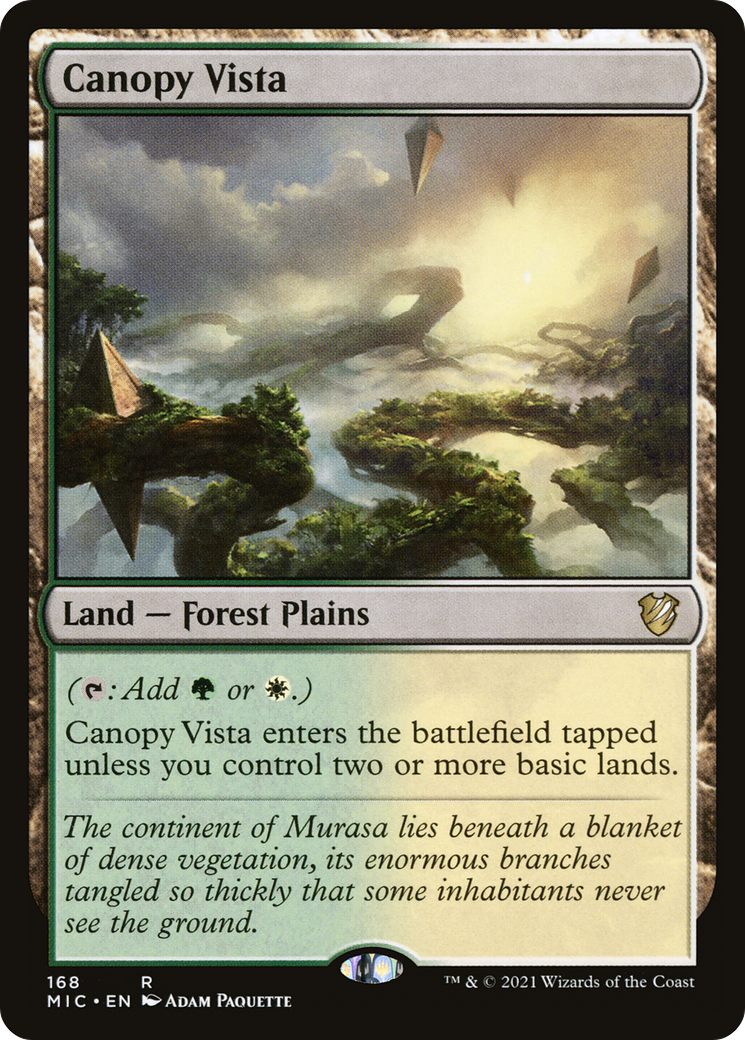 Canopy Vista
Land — Forest Plains
(: Add or .)
Canopy Vista enters the battlefield tapped
unless you control two or more basic lands.
The continent of Murasa lies beneath a blanket
of dense vegetation, its enormous branches
tangled so thickly that some inhabitants never
see the ground.
168 R
MIC • EN Adam Paquette
™ & © 2021 Wizards of the Coast